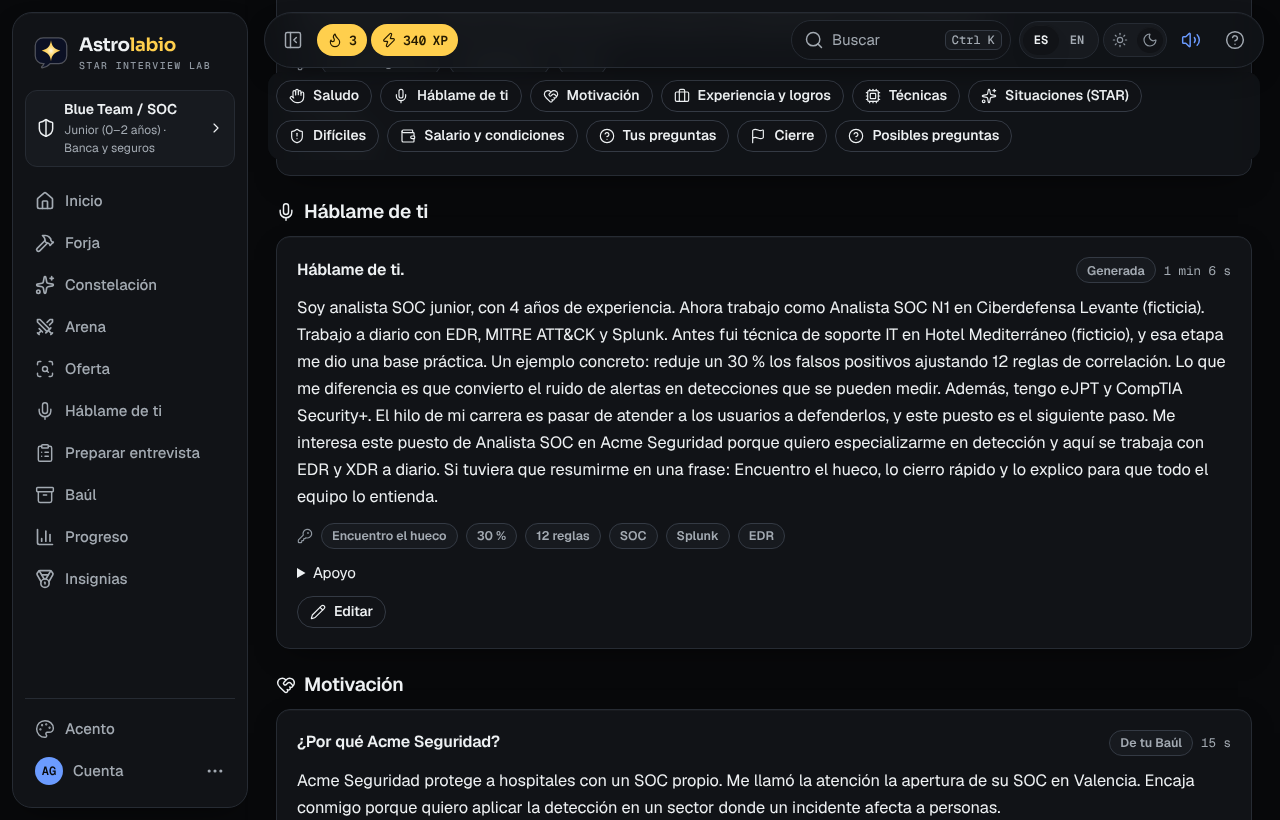 Astrolabio
STAR INTERVIEW LAB
Blue Team / SOC
Junior (0–2 años) ·
Banca y seguros
Inicio
Forja
Constelación
Arena
Oferta
Háblame de ti
Preparar entrevista
Baúl
Progreso
Insignias
Acento
AG Cuenta
3
340 XP
Buscar
Ctrl K
ES
EN
Saludo
Háblame de ti
Motivación
Experiencia y logros
Técnicas
Situaciones (STAR)
Difíciles
Salario y condiciones
Tus preguntas
Cierre
Posibles preguntas
Háblame de ti
Háblame de ti.
Generada
1 min 6 s
Soy analista SOC junior, con 4 años de experiencia. Ahora trabajo como Analista SOC N1 en Ciberdefensa Levante (ficticia).
Trabajo a diario con EDR, MITRE ATT&CK y Splunk. Antes fui técnica de soporte IT en Hotel Mediterráneo (ficticio), y esa etapa
me dio una base práctica. Un ejemplo concreto: reduje un 30 % los falsos positivos ajustando 12 reglas de correlación. Lo que
me diferencia es que convierto el ruido de alertas en detecciones que se pueden medir. Además, tengo eJPT y CompTIA
Security+. El hilo de mi carrera es pasar de atender a los usuarios a defenderlos, y este puesto es el siguiente paso. Me
interesa este puesto de Analista SOC en Acme Seguridad porque quiero especializarme en detección y aquí se trabaja con
EDR y XDR a diario. Si tuviera que resumirme en una frase: Encuentro el hueco, lo cierro rápido y lo explico para que todo el
equipo lo entienda.
Encuentro el hueco
30 %
12 reglas
SOC
Splunk
EDR
Apoyo
Editar
Motivación
¿Por qué Acme Seguridad?
De tu Baúl
15 s
Acme Seguridad protege a hospitales con un SOC propio. Me llamó la atención la apertura de su SOC en Valencia. Encaja
conmigo porque quiero aplicar la detección en un sector donde un incidente afecta a personas.